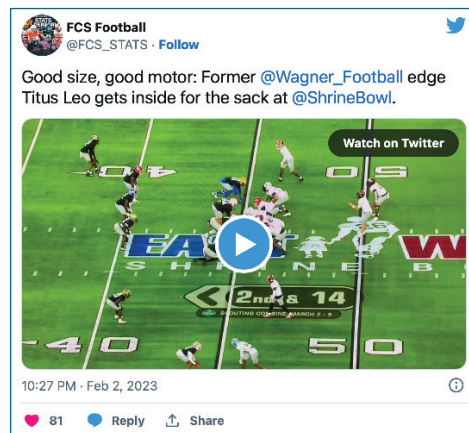 FCS Football
@FCS_STATS · Follow
Good size, good motor: Former @Wagner_Football edge
Titus Leo gets inside for the sack at @ShrineBowl.
Watch on Twitter
40
50
EA
W
SHRINE B
2nd & 14
SCOUTING COMBINE MARCH 2 - 5
40
50
10:27 PM · Feb 2, 2023
81 Reply Share